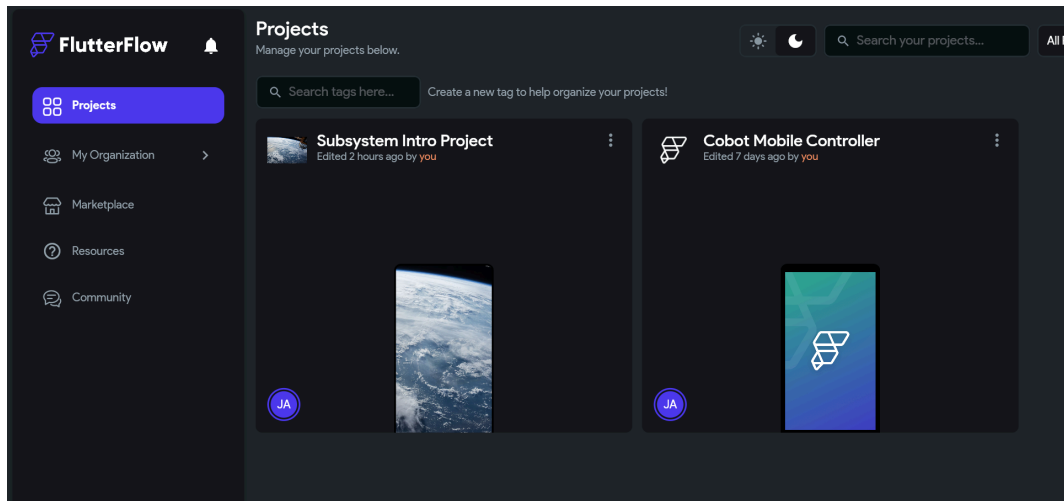 FlutterFlow
Projects
My Organization
Marketplace
Resources
Community
Projects
Manage your projects below.
Search your projects...
All
Search tags here...
Create a new tag to help organize your projects!
Subsystem Intro Project
Edited 2 hours ago by you
JA
Cobot Mobile Controller
Edited 7 days ago by you
JA